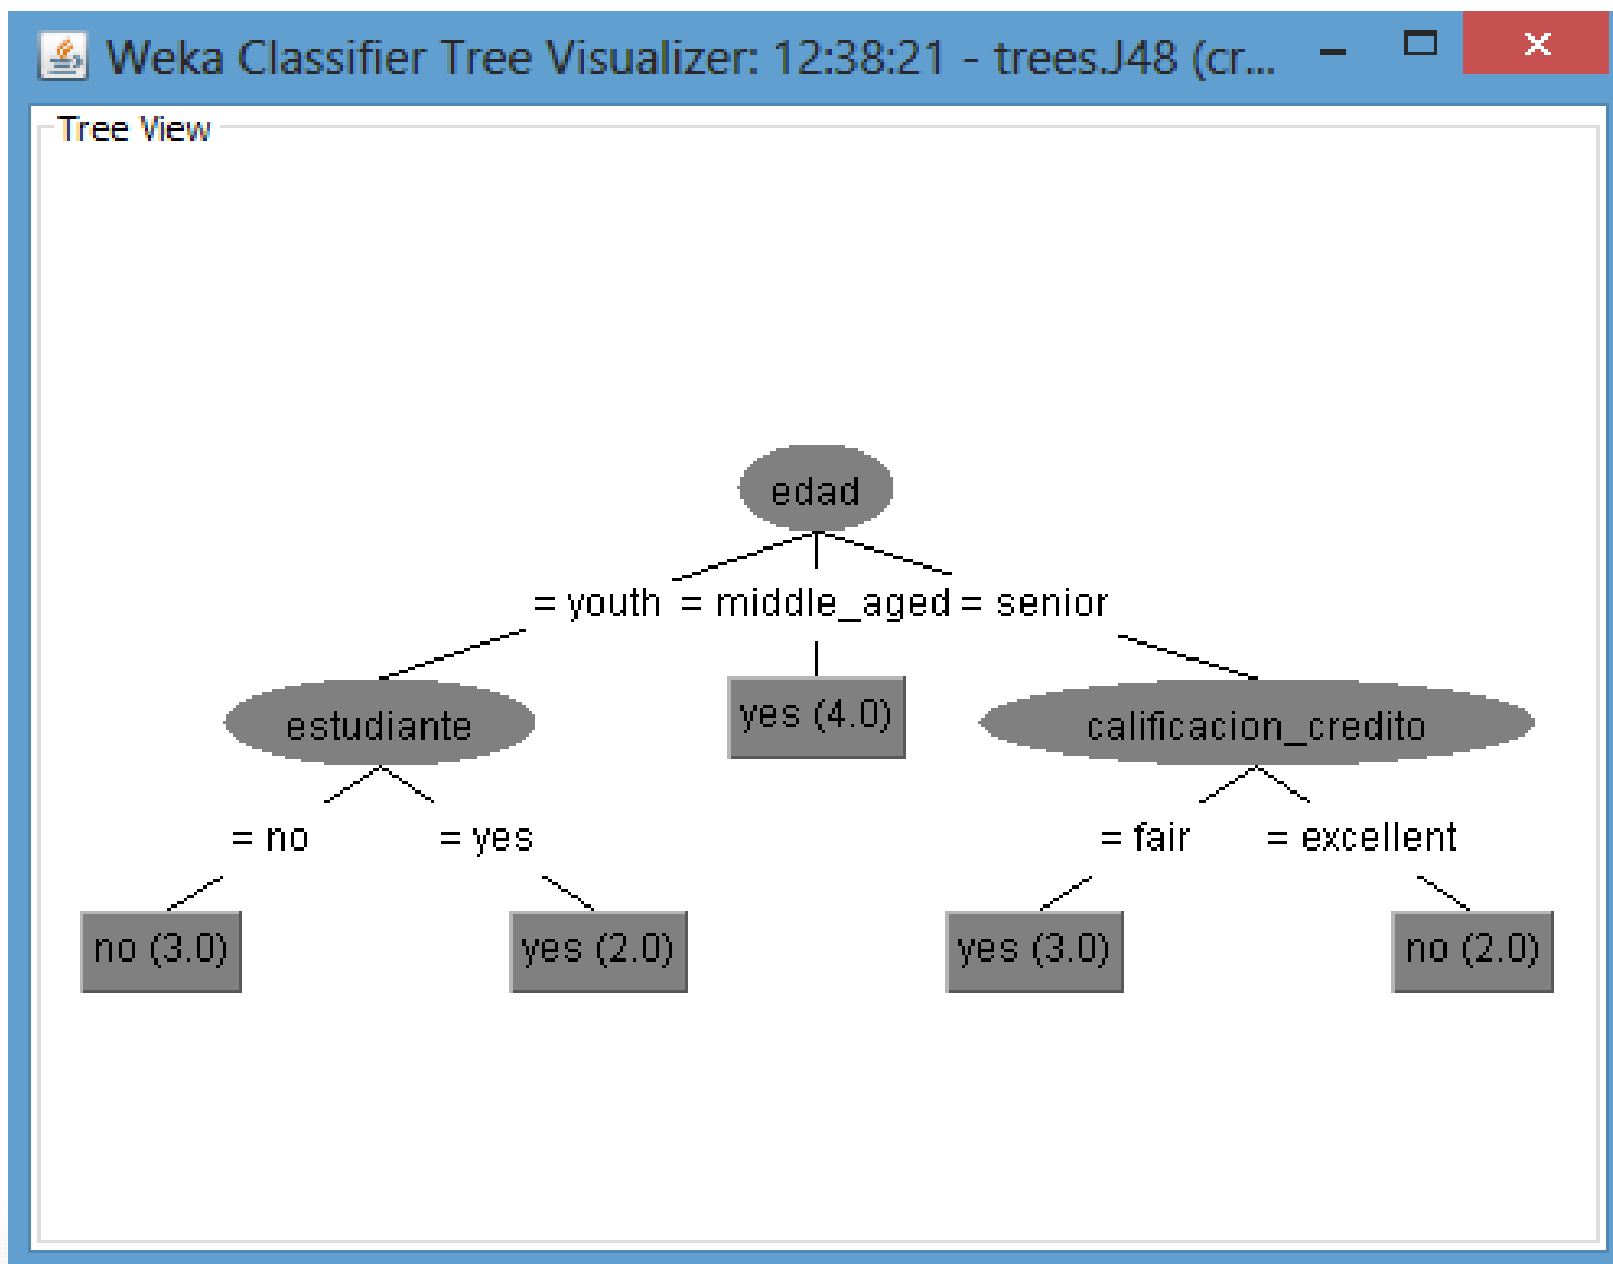 Weka Classifier Tree Visualizer: 12:38:21 - trees.J48 (cr...
Tree View
edad
= youth = middle_aged = senior
estudiante yes (4.0) calificacion_credito
= no = yes = fair = excellent
no (3.0) yes (2.0) yes (3.0) no (2.0)